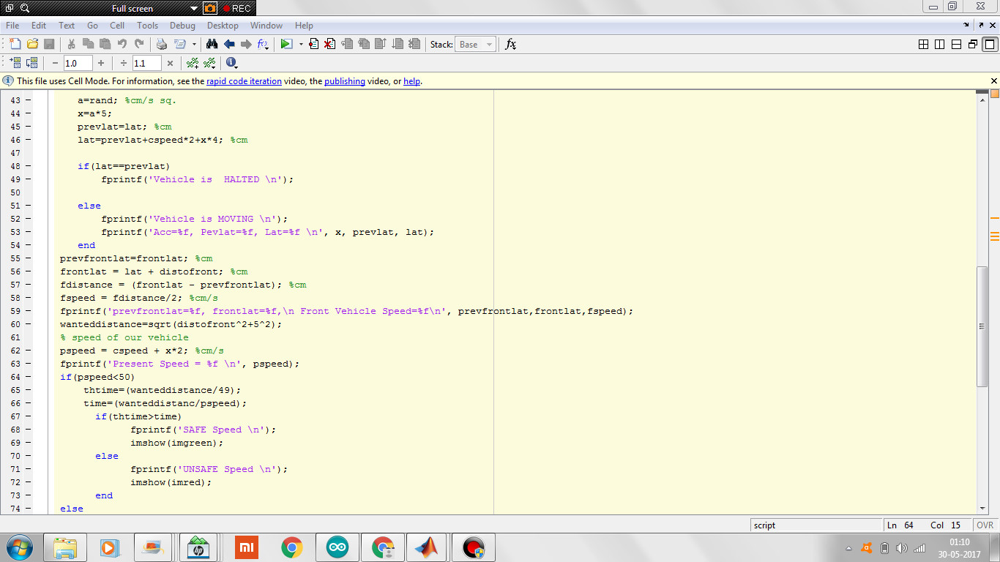 Full screen REC
File Edit Text Go Cell Tools Debug Desktop Window Help
Stack: Base fx
− 1.0 + ÷ 1.1 ×
This file uses Cell Mode. For information, see the rapid code iteration video, the publishing video, or help.
43 − a=rand; %cm/s sq.
44 − x=a*5;
45 − prevlat=lat; %cm
46 − lat=prevlat+cspeed*2+x*4; %cm
47
48 − if(lat==prevlat)
49 − fprintf('Vehicle is  HALTED \n');
50
51 − else
52 − fprintf('Vehicle is MOVING \n');
53 − fprintf('Acc=%f, Pevlat=%f, Lat=%f \n', x, prevlat, lat);
54 − end
55 − prevfrontlat=frontlat; %cm
56 − frontlat = lat + distofront; %cm
57 − fdistance = (frontlat - prevfrontlat); %cm
58 − fspeed = fdistance/2; %cm/s
59 − fprintf('prevfrontlat=%f, frontlat=%f,\n Front Vehicle Speed=%f\n', prevfrontlat,frontlat,fspeed);
60 − wanteddistance=sqrt(distofront^2+5^2);
61 % speed of our vehicle
62 − pspeed = cspeed + x*2; %cm/s
63 − fprintf('Present Speed = %f \n', pspeed);
64 − if(pspeed<50)
65 − thtime=(wanteddistance/49);
66 − time=(wanteddistanc/pspeed);
67 − if(thtime>time)
68 − fprintf('SAFE Speed \n');
69 − imshow(imgreen);
70 − else
71 − fprintf('UNSAFE Speed \n');
72 − imshow(imred);
73 − end
74 − else
script Ln 64 Col 15 OVR
hp mi 01:10
30-05-2017